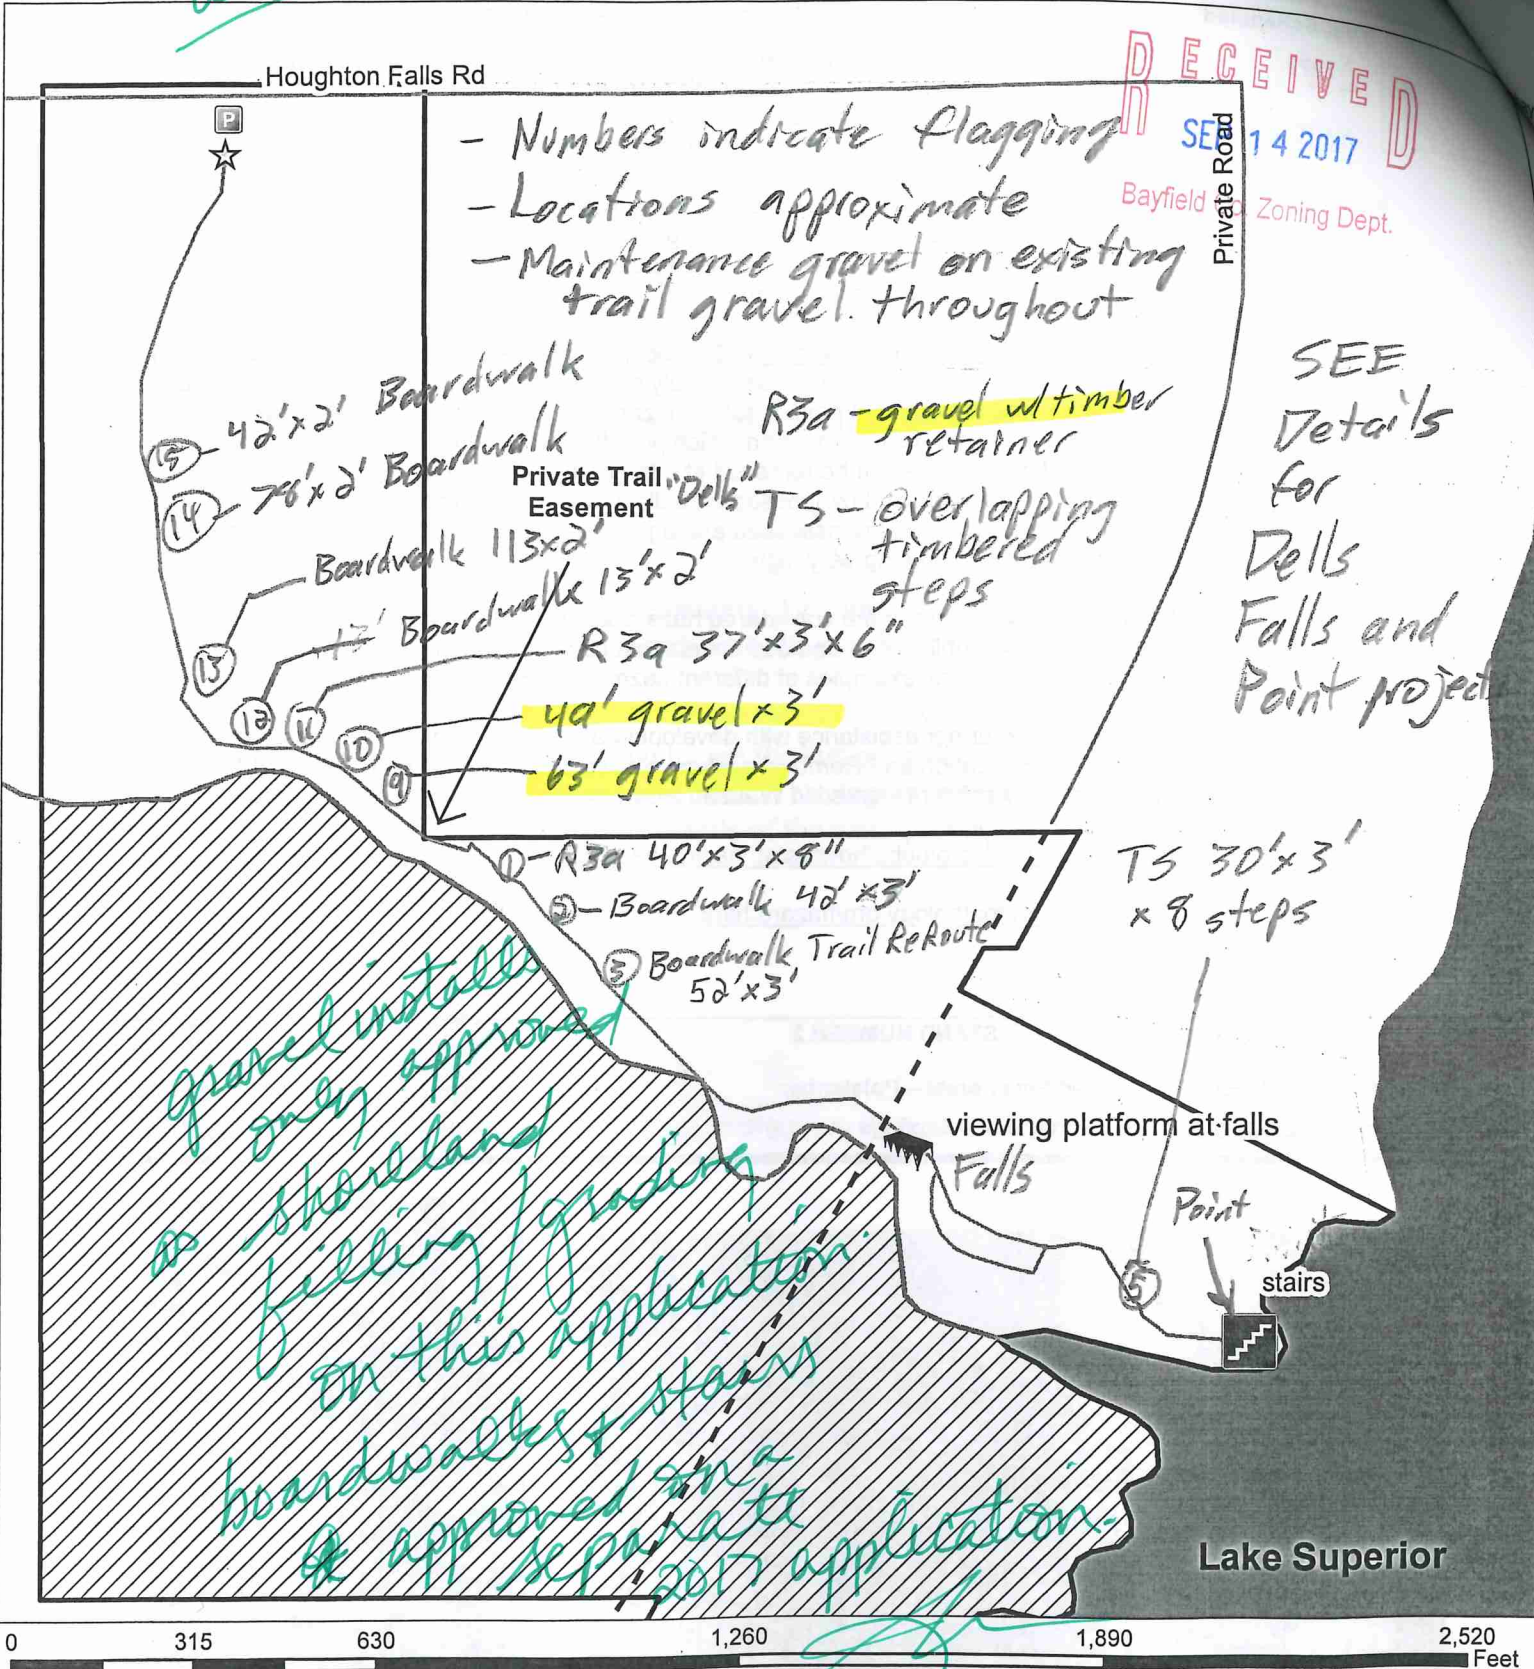 Houghton Falls Rd
P
RECEIVED
SEP 14 2017
Bayfield Co. Zoning Dept.
Private Road
- Numbers indicate flagging
- Locations approximate
- Maintenance gravel on existing
trail gravel. throughout
SEE
Details
for
Dells
Falls and
Point project
R3a - gravel w/ timber
retainer
TS - overlapping
timbered
steps
Private Trail
Easement
"Dells"
15 - 42'x2' Boardwalk
14 - 76'x2' Boardwalk
13 Boardwalk 113x2'
12 13' Boardwalk 13'x2'
11 R3a 37'x3'x6"
10 42' gravel x 3'
9 63' gravel x 3'
1 - R3a 40'x3'x8"
2 - Boardwalk 42'x3'
3 Boardwalk Trail ReRoute
52'x3'
TS 30'x3'
x 8 steps
viewing platform at falls
Falls
Point
5
stairs
gravel installs
only approved
as shoreland
filling/grading
on this application.
boardwalks + stairs
approved on a
separate
2017 application.
Lake Superior
0 315 630 1,260 1,890 2,520
Feet